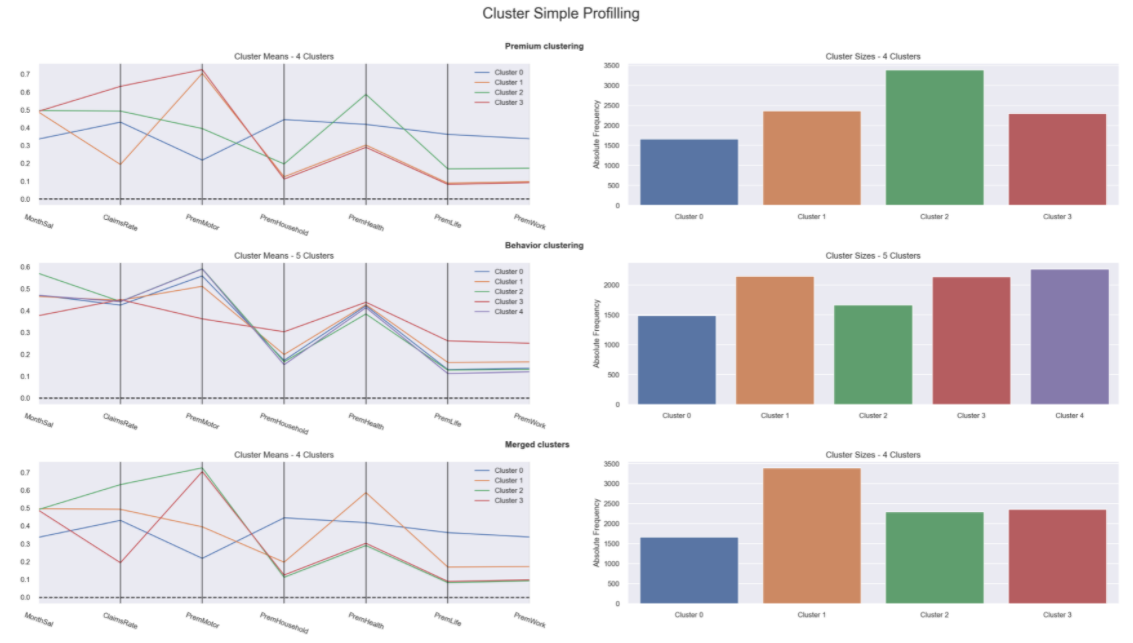 Cluster Simple Profilling
Premium clustering
Cluster Means - 4 Clusters
0.7
0.6
0.5
0.4
0.3
0.2
0.1
0.0
Cluster 0
Cluster 1
Cluster 2
Cluster 3
MonthSal
ClaimsRate
PremMotor
PremHousehold
PremHealth
PremLife
PremWork
Cluster Sizes - 4 Clusters
Absolute Frequency
3500
3000
2500
2000
1500
1000
500
0
Cluster 0
Cluster 1
Cluster 2
Cluster 3
Behavior clustering
Cluster Means - 5 Clusters
0.6
0.5
0.4
0.3
0.2
0.1
0.0
Cluster 0
Cluster 1
Cluster 2
Cluster 3
Cluster 4
MonthSal
ClaimsRate
PremMotor
PremHousehold
PremHealth
PremLife
PremWork
Cluster Sizes - 5 Clusters
Absolute Frequency
2000
1500
1000
500
0
Cluster 0
Cluster 1
Cluster 2
Cluster 3
Cluster 4
Merged clusters
Cluster Means - 4 Clusters
0.7
0.6
0.5
0.4
0.3
0.2
0.1
0.0
Cluster 0
Cluster 1
Cluster 2
Cluster 3
MonthSal
ClaimsRate
PremMotor
PremHousehold
PremHealth
PremLife
PremWork
Cluster Sizes - 4 Clusters
Absolute Frequency
3500
3000
2500
2000
1500
1000
500
0
Cluster 0
Cluster 1
Cluster 2
Cluster 3